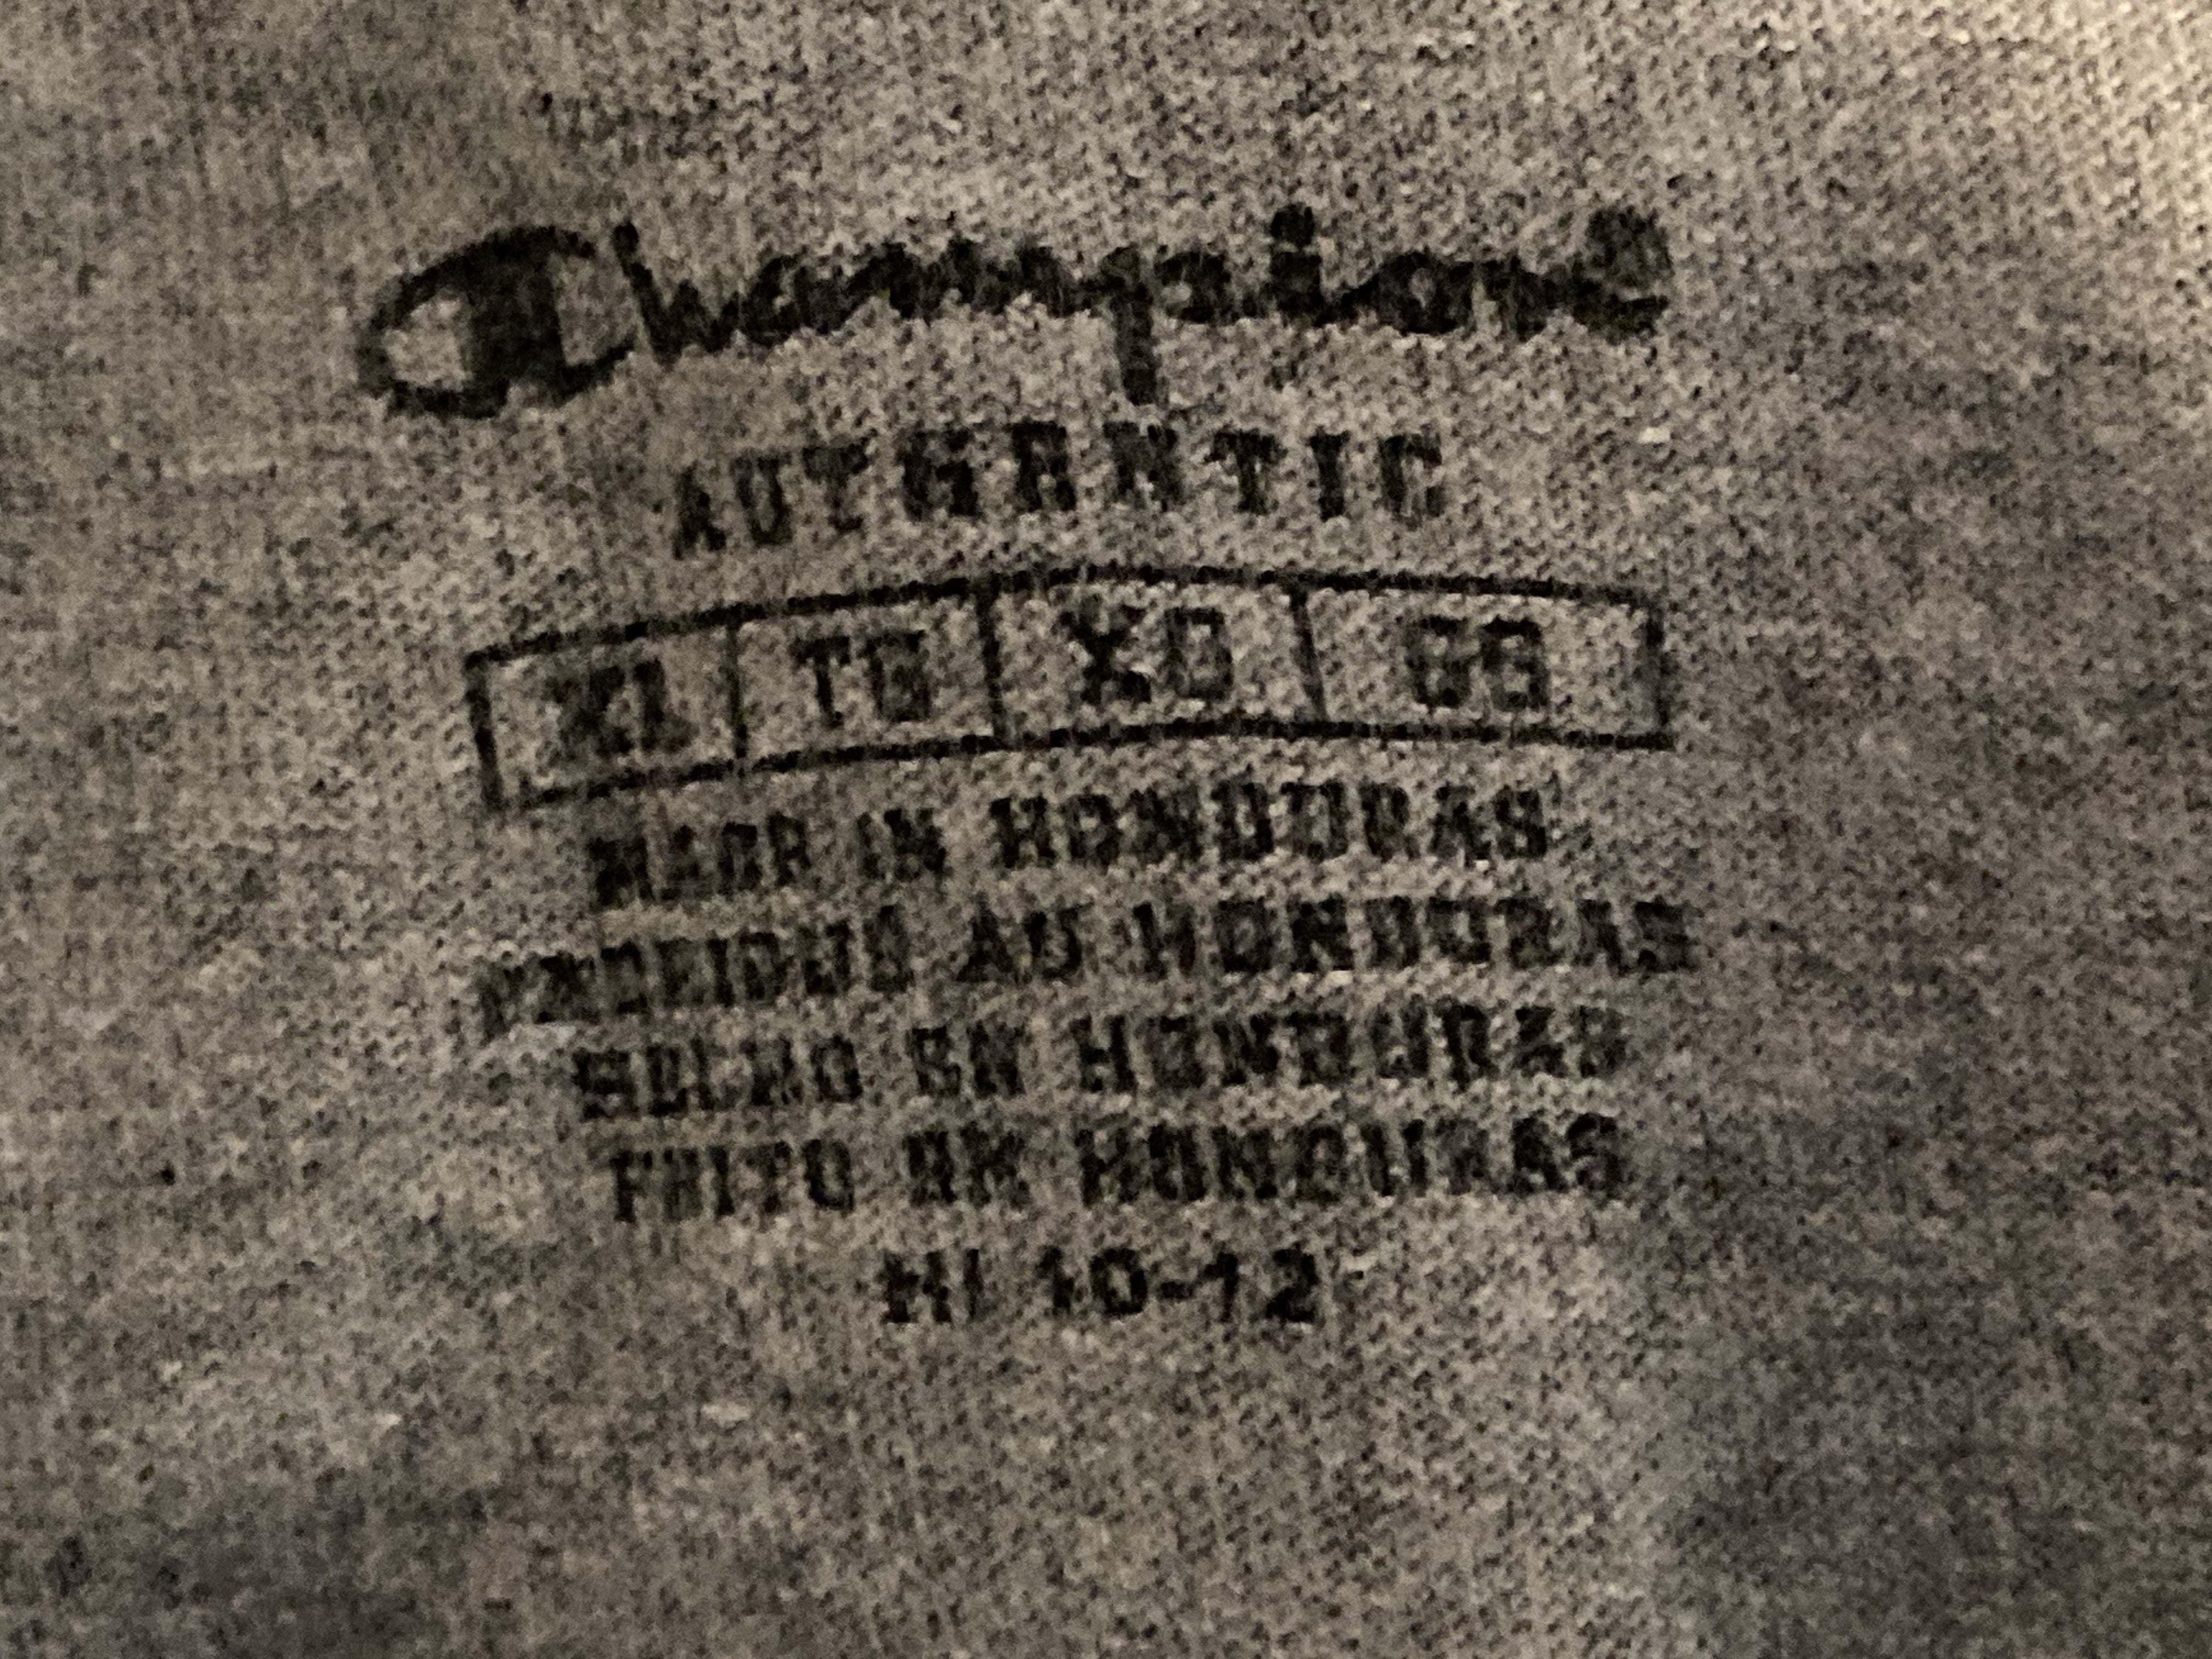 Champion®
AUTHENTIC
XL TG XG GG
MADE IN HONDURAS
AU HONDURAS
HECHO EN HONDURAS
FEITO EM HONDURAS
HI 10-12